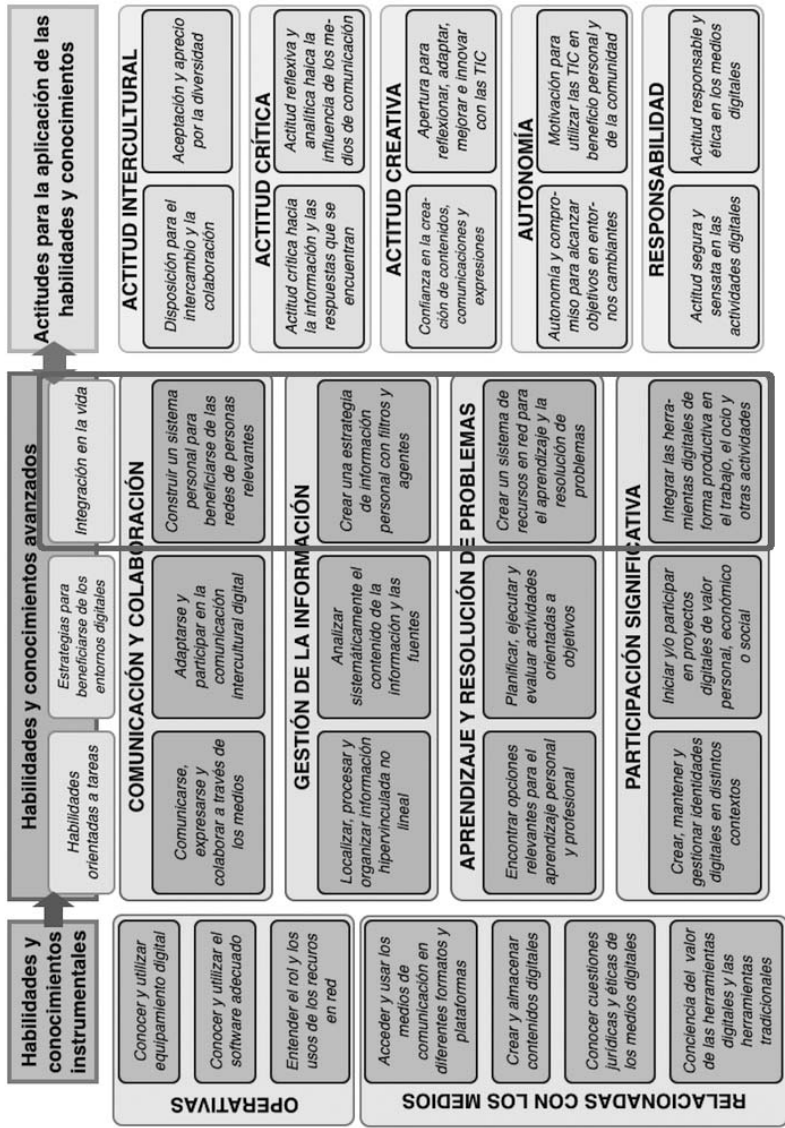 Habilidades y
conocimientos
instrumentales
OPERATIVAS
Conocer y utilizar
equipamiento digital
Conocer y utilizar el
software adecuado
Entender el rol y los
usos de los recuros
en red
RELACIONADAS CON LOS MEDIOS
Acceder y usar los
medios de
comunicación en
diferentes formatos y
plataformas
Crear y almacenar
contenidos digitales
Conocer cuestiones
jurídicas y éticas de
los medios digitales
Conciencia del valor
de las herramientas
digitales y las
herramientas
tradicionales
Habilidades y conocimientos avanzados
Habilidades
orientadas a tareas
Estrategias para
beneficiarse de los
entornos digitales
Integración en la vida
COMUNICACIÓN Y COLABORACIÓN
Comunicarse,
expresarse y
colaborar a través de
los medios
Adaptarse y
participar en la
comunicación
intercultural digital
Construir un sistema
personal para
beneficiarse de las
redes de personas
relevantes
GESTIÓN DE LA INFORMACIÓN
Localizar, procesar y
organizar información
hipervinculada no
lineal
Analizar
sistemáticamente el
contenido de la
información y las
fuentes
Crear una estrategia
de información
personal con filtros y
agentes
APRENDIZAJE Y RESOLUCIÓN DE PROBLEMAS
Encontrar opciones
relevantes para el
aprendizaje personal
y profesional
Planificar, ejecutar y
evaluar actividades
orientadas a
objetivos
Crear un sistema de
recursos en red para
el aprendizaje y la
resolución de
problemas
PARTICIPACIÓN SIGNIFICATIVA
Crear, mantener y
gestionar identidades
digitales en distintos
contextos
Iniciar y/o participar
en proyectos
digitales de valor
personal, económico
o social
Integrar las herra-
mientas digitales de
forma productiva en
el trabajo, el ocio y
otras actividades
Actitudes para la aplicación de las
habilidades y conocimientos
ACTITUD INTERCULTURAL
Disposición para el
intercambio y la
colaboración
Aceptación y aprecio
por la diversidad
ACTITUD CRÍTICA
Actitud crítica hacia
la información y las
respuestas que se
encuentran
Actitud reflexiva y
analítica haica la
influencia de los me-
dios de comunicación
ACTITUD CREATIVA
Confianza en la crea-
ción de contenidos,
comunicaciones y
expresiones
Apertura para
reflexionar, adaptar,
mejorar e innovar
con las TIC
AUTONOMÍA
Autonomía y compro-
miso para alcanzar
objetivos en entor-
nos cambiantes
Motivación para
utilizar las TIC en
beneficio personal y
de la comunidad
RESPONSABILIDAD
Actitud segura y
sensata en las
actividades digitales
Actitud responsable y
ética en los medios
digitales